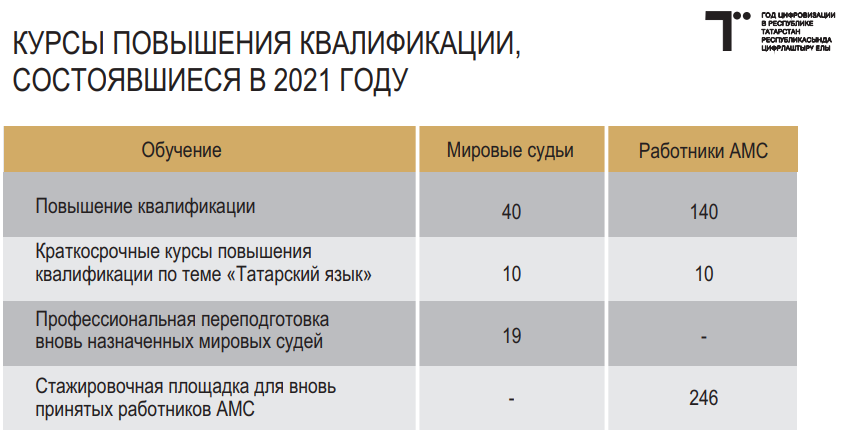 КУРСЫ ПОВЫШЕНИЯ КВАЛИФИКАЦИИ,
СОСТОЯВШИЕСЯ В 2021 ГОДУ
ГОД ЦИФРОВИЗАЦИИ
В РЕСПУБЛИКЕ
ТАТАРСТАН
РЕСПУБЛИКАСЫНДА
ЦИФРЛАШТЫРУ ЕЛЫ
Обучение Мировые судьи Работники АМС
Повышение квалификации 40 140
Краткосрочные курсы повышения
квалификации по теме «Татарский язык» 10 10
Профессиональная переподготовка
вновь назначенных мировых судей 19 -
Стажировочная площадка для вновь
принятых работников АМС - 246